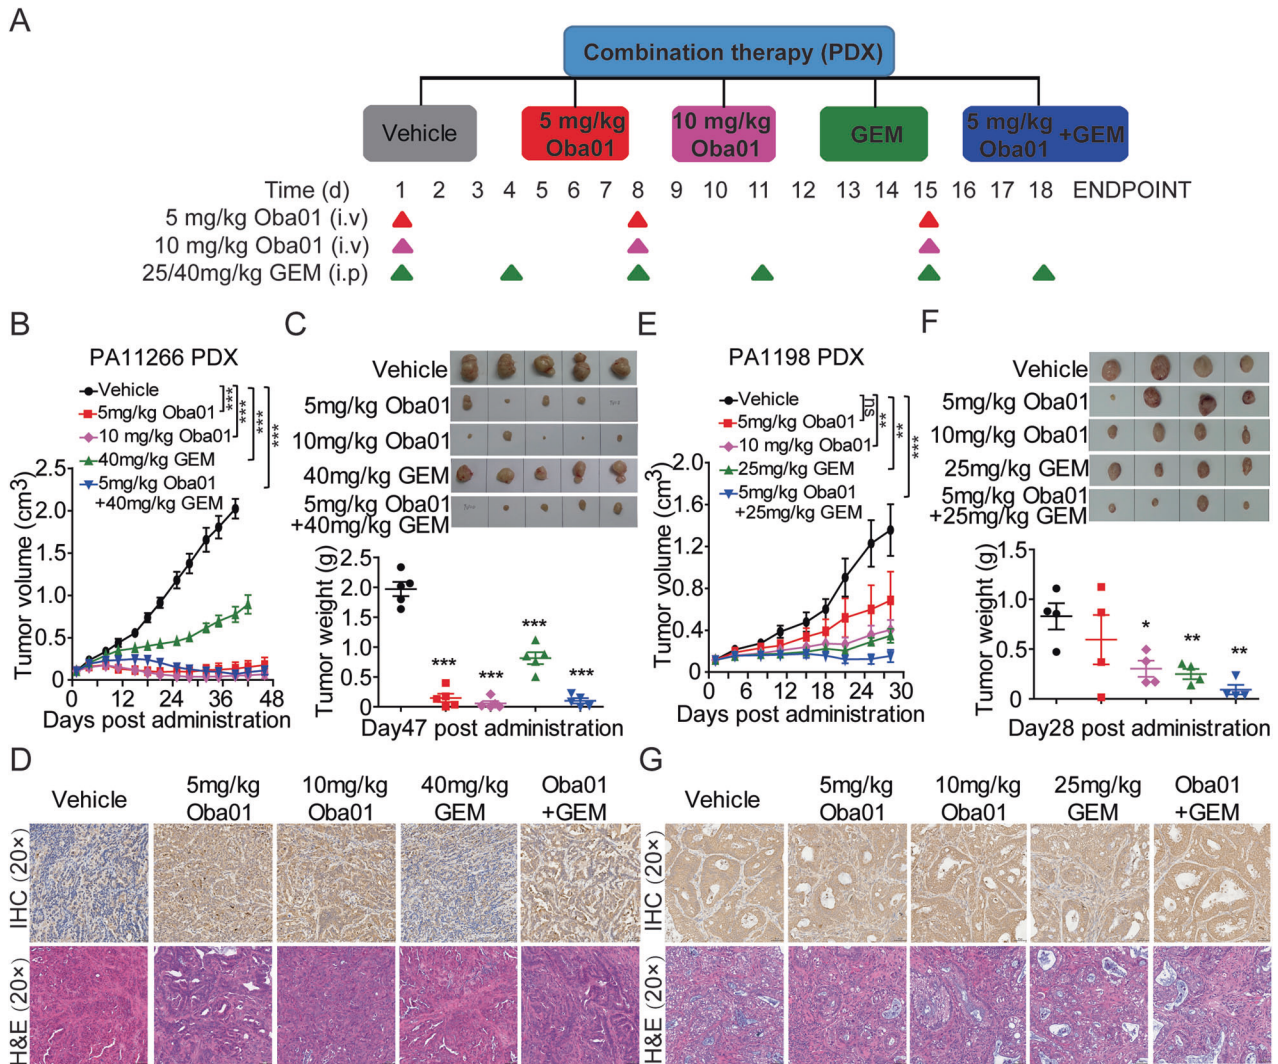 A
Combination therapy (PDX)
Vehicle
5 mg/kg
Oba01
10 mg/kg
Oba01
GEM
5 mg/kg
Oba01
+GEM
Time (d) 1 2 3 4 5 6 7 8 9 10 11 12 13 14 15 16 17 18 ENDPOINT
5 mg/kg Oba01 (i.v)
10 mg/kg Oba01 (i.v)
25/40mg/kg GEM (i.p)
B
PA11266 PDX
Vehicle
5mg/kg Oba01
10 mg/kg Oba01
40mg/kg GEM
5mg/kg Oba01
+40mg/kg GEM
***
***
***
***
Tumor volume (cm3)
2.5
2.0
1.5
1.0
0.5
0
0 12 24 36 48
Days post administration
C
Vehicle
5mg/kg Oba01
10mg/kg Oba01
40mg/kg GEM
5mg/kg Oba01
+40mg/kg GEM
Tumor weight (g)
2.5
2.0
1.5
1.0
0.5
0
***
***
***
***
Day47 post administration
E
PA1198 PDX
Vehicle
5mg/kg Oba01
10 mg/kg Oba01
25mg/kg GEM
5mg/kg Oba01
+25mg/kg GEM
ns
**
**
***
Tumor volume (cm3)
2.0
1.6
1.2
0.8
0.4
0
0 6 12 18 24 30
Days post administration
F
Vehicle
5mg/kg Oba01
10mg/kg Oba01
25mg/kg GEM
5mg/kg Oba01
+25mg/kg GEM
Tumor weight (g)
1.5
1.0
0.5
0
*
**
**
Day28 post administration
D
Vehicle
5mg/kg
Oba01
10mg/kg
Oba01
40mg/kg
GEM
Oba01
+GEM
IHC (20×)
H&E (20×)
G
Vehicle
5mg/kg
Oba01
10mg/kg
Oba01
25mg/kg
GEM
Oba01
+GEM
IHC (20×)
H&E (20×)